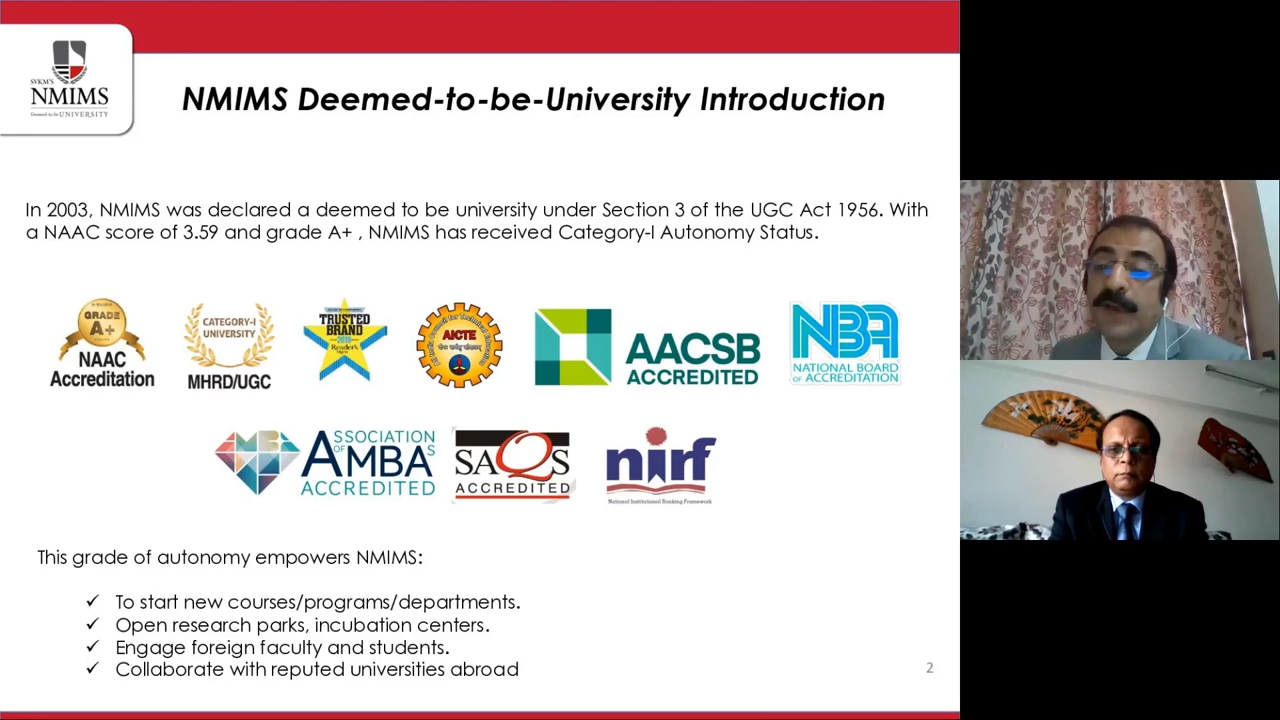 SVKM'S
NMIMS
Deemed-to-be UNIVERSITY
NMIMS Deemed-to-be-University Introduction
In 2003, NMIMS was declared a deemed to be university under Section 3 of the UGC Act 1956. With
a NAAC score of 3.59 and grade A+ , NMIMS has received Category-I Autonomy Status.
GRADE
A+
NAAC
Accreditation
CATEGORY-I
UNIVERSITY
MHRD/UGC
TRUSTED
BRAND
2019
Reader's
Digest
AICTE
AACSB
ACCREDITED
NBA
NATIONAL BOARD
OF ACCREDITATION
ASSOCIATION
OF MBAS
ACCREDITED
SAQS
ACCREDITED
nirf
National Institutional Ranking Framework
This grade of autonomy empowers NMIMS:
✓ To start new courses/programs/departments.
✓ Open research parks, incubation centers.
✓ Engage foreign faculty and students.
✓ Collaborate with reputed universities abroad
2